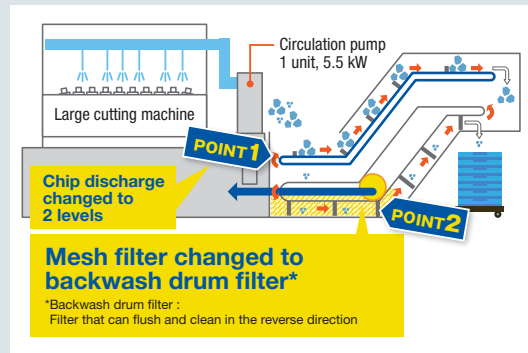 Circulation pump
1 unit, 5.5 kW
Large cutting machine
POINT1
Chip discharge
changed to
2 levels
POINT2
Mesh filter changed to
backwash drum filter*
*Backwash drum filter :
Filter that can flush and clean in the reverse direction